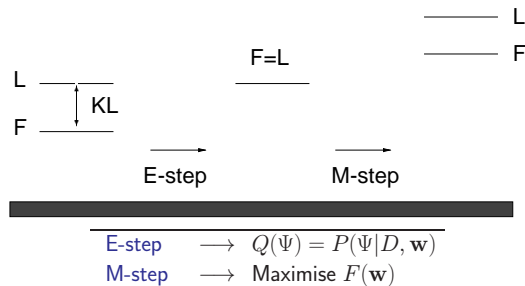 L
F
F=L
L
KL
F
E-step
M-step
E-step ⟶ Q(Ψ) = P(Ψ|D, w)
M-step ⟶ Maximise F(w)